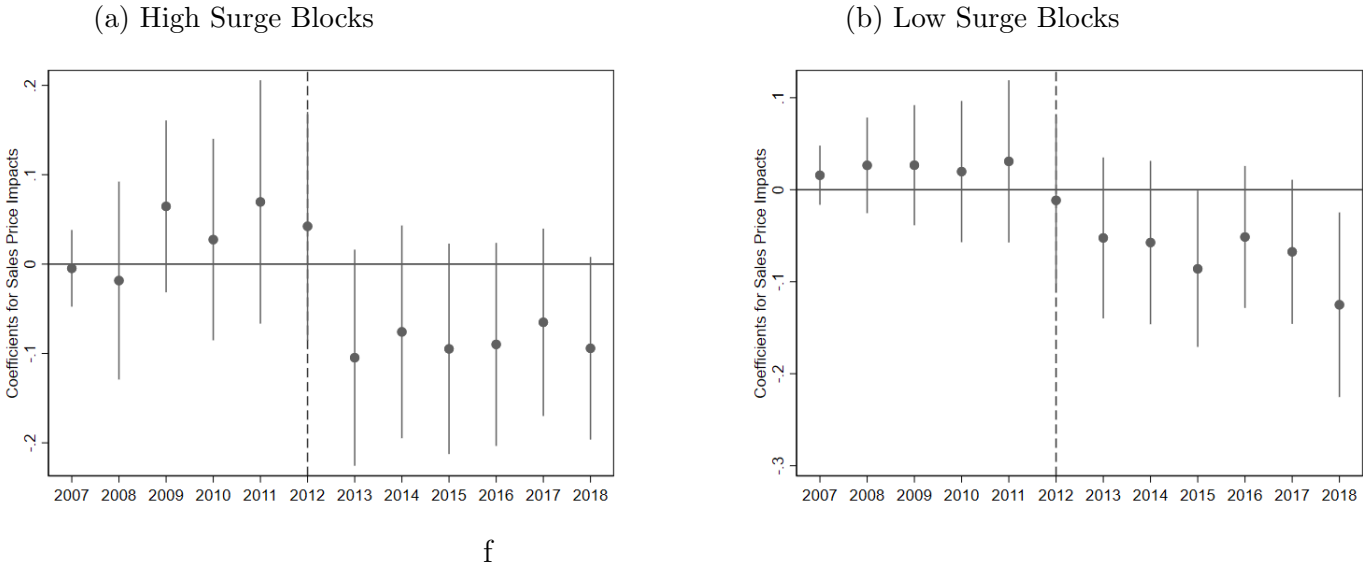 (a) High Surge Blocks
Coefficients for Sales Price Impacts
.2
.1
0
-.1
-.2
2007 2008 2009 2010 2011 2012 2013 2014 2015 2016 2017 2018
(b) Low Surge Blocks
Coefficients for Sales Price Impacts
.1
0
-.1
-.2
-.3
2007 2008 2009 2010 2011 2012 2013 2014 2015 2016 2017 2018
f